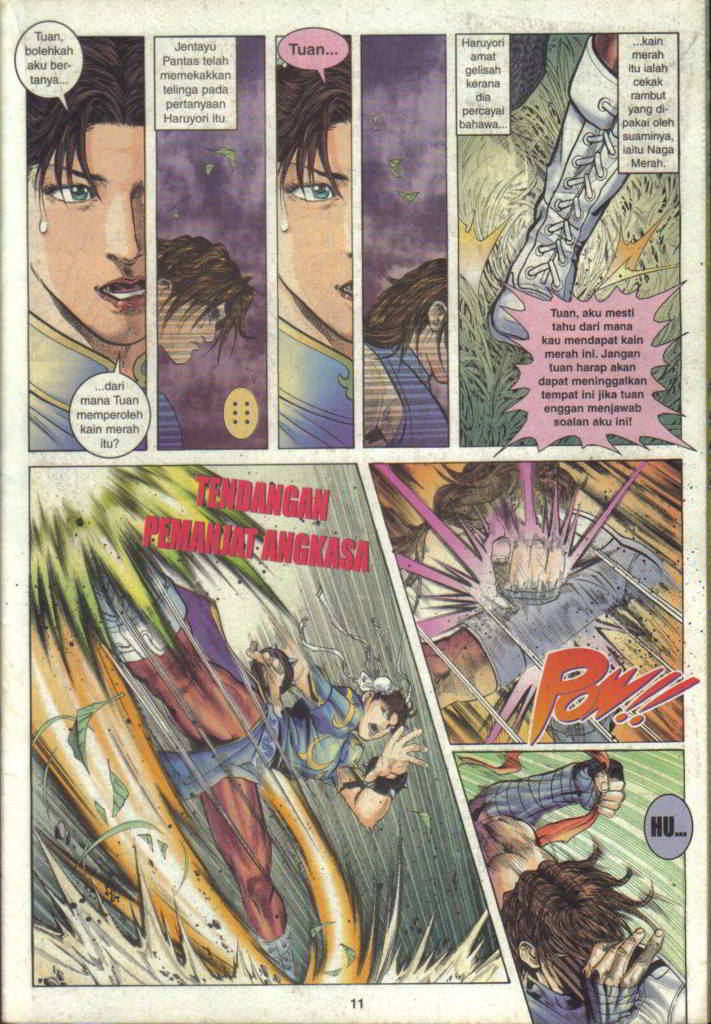 Tuan,
bolehkah
aku ber-
tanya...
...dari
mana Tuan
memperoleh
kain merah
itu?
Jentayu
Pantas telah
memekakkan
telinga pada
pertanyaan
Haruyori itu.
Tuan...
Haruyori
amat
gelisah
kerana
dia
percayai
bahawa...
...kain
merah
itu ialah
cekak
rambut
yang di-
pakai oleh
suaminya,
iaitu Naga
Merah.
Tuan, aku mesti
tahu dari mana
kau mendapat kain
merah ini. Jangan
tuan harap akan
dapat meninggalkan
tempat ini jika tuan
enggan menjawab
soalan aku ini!
TENDANGAN
PEMANJAT ANGKASA
POW!!
HU...
11